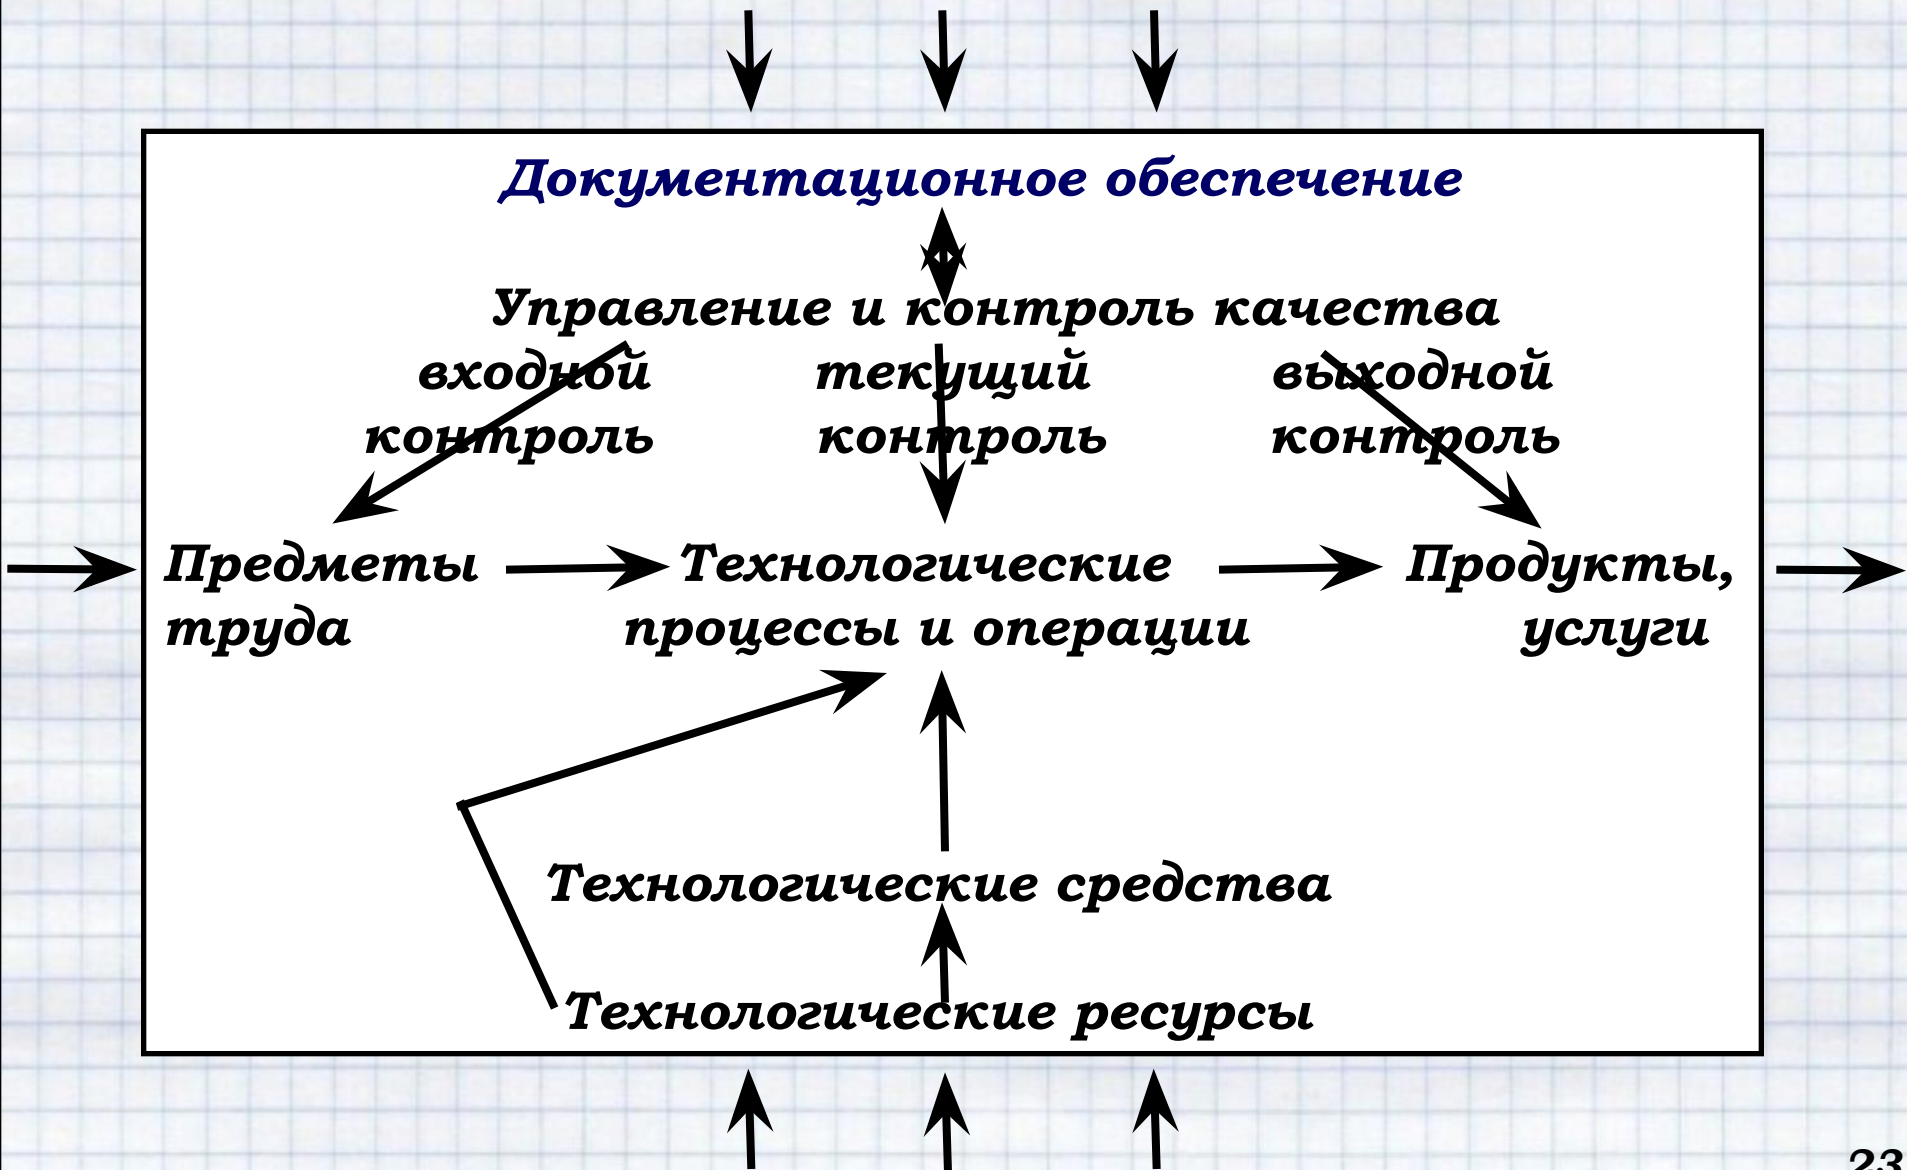 Документационное обеспечение
Управление и контроль качества
входной текущий выходной
контроль контроль контроль
Предметы Технологические Продукты,
труда процессы и операции услуги
Технологические средства
Технологические ресурсы
23